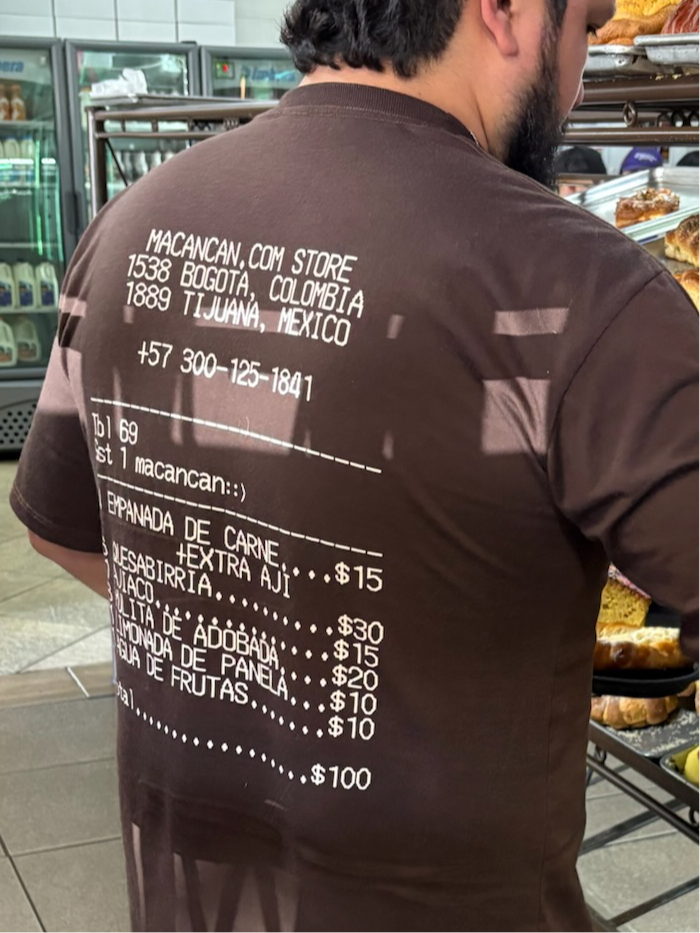 MACANCAN.COM STORE
1538 BOGOTA, COLOMBIA
1889 TIJUANA, MEXICO
+57 300-125-1841
Tbl 69
Gst 1 macancan::)
EMPANADA DE CARNE....$15
+EXTRA AJI
QUESABIRRIA...........$30
AJIACO................$15
DE ADOBADA....$20
LIMONADA DE PANELA...$10
AGUA DE FRUTAS.......$10
Total................$100